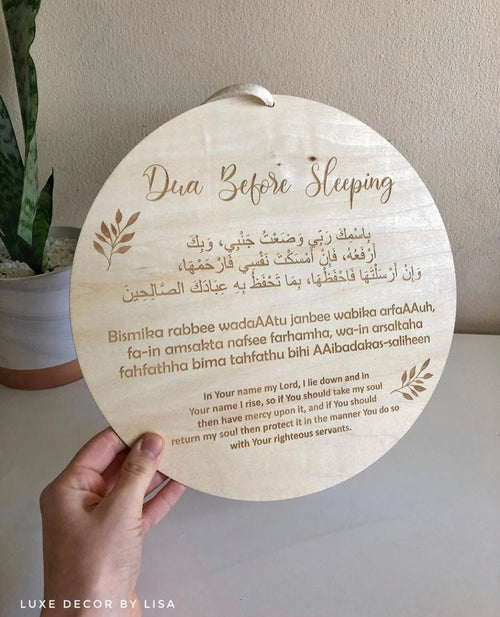 Dua Before Sleeping
بِاسْمِكَ رَبِّي وَضَعْتُ جَنْبِي، وَبِكَ
أَرْفَعُهُ، فَإِنْ أَمْسَكْتَ نَفْسِي فَارْحَمْهَا،
وَإِنْ أَرْسَلْتَهَا فَاحْفَظْهَا، بِمَا تَحْفَظُ بِهِ عِبَادَكَ الصَّالِحِينَ
Bismika rabbee wadaAAtu janbee wabika arfaAAuh,
fa-in amsakta nafsee farhamha, wa-in arsaltaha
fahfathha bima tahfathu bihi AAibadakas-saliheen
In Your name my Lord, I lie down and in
Your name I rise, so if You should take my soul
then have mercy upon it, and if You should
return my soul then protect it in the manner You do so
with Your righteous servants.
LUXE DECOR BY LISA